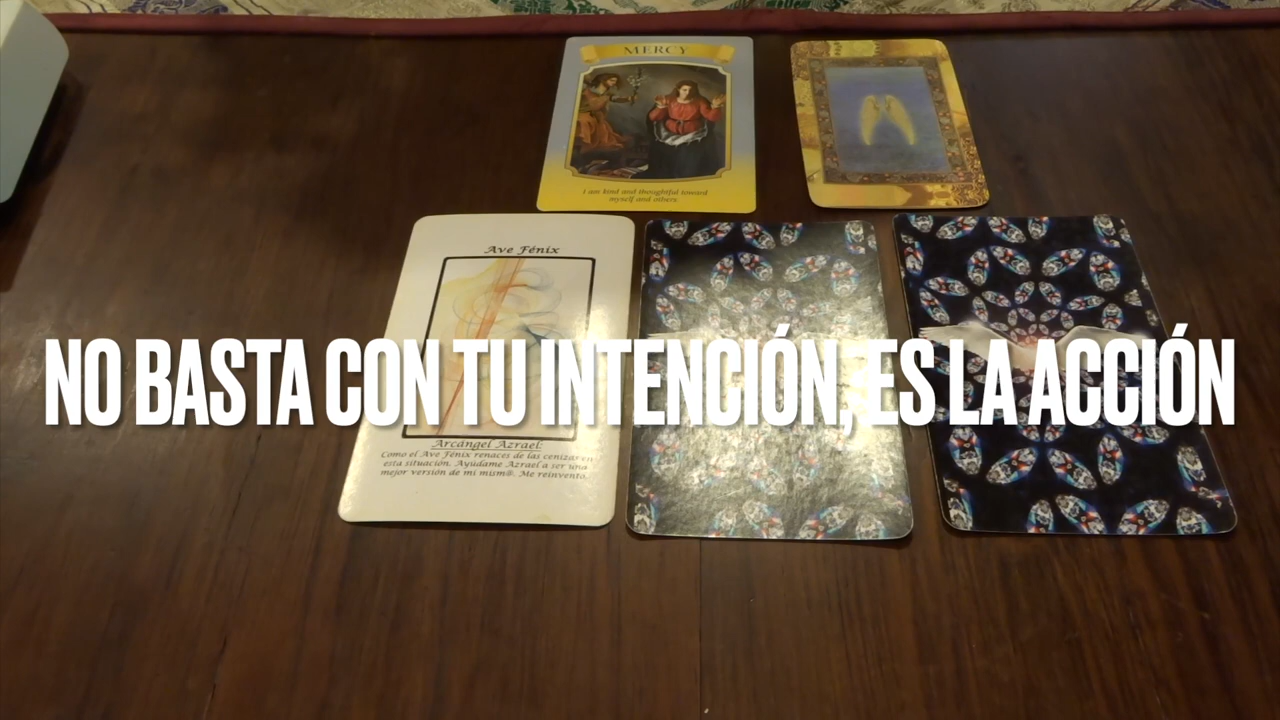 MERCY
I am kind and thoughtful toward
myself and others.
Ave Fénix
NO BASTA CON TU INTENCIÓN, ES LA ACCIÓN
Arcángel Azrael:
Como el Ave Fénix renaces de las cenizas en
esta situación. Ayúdame Azrael a ser una
mejor versión de mi mism@. Me reinvento.